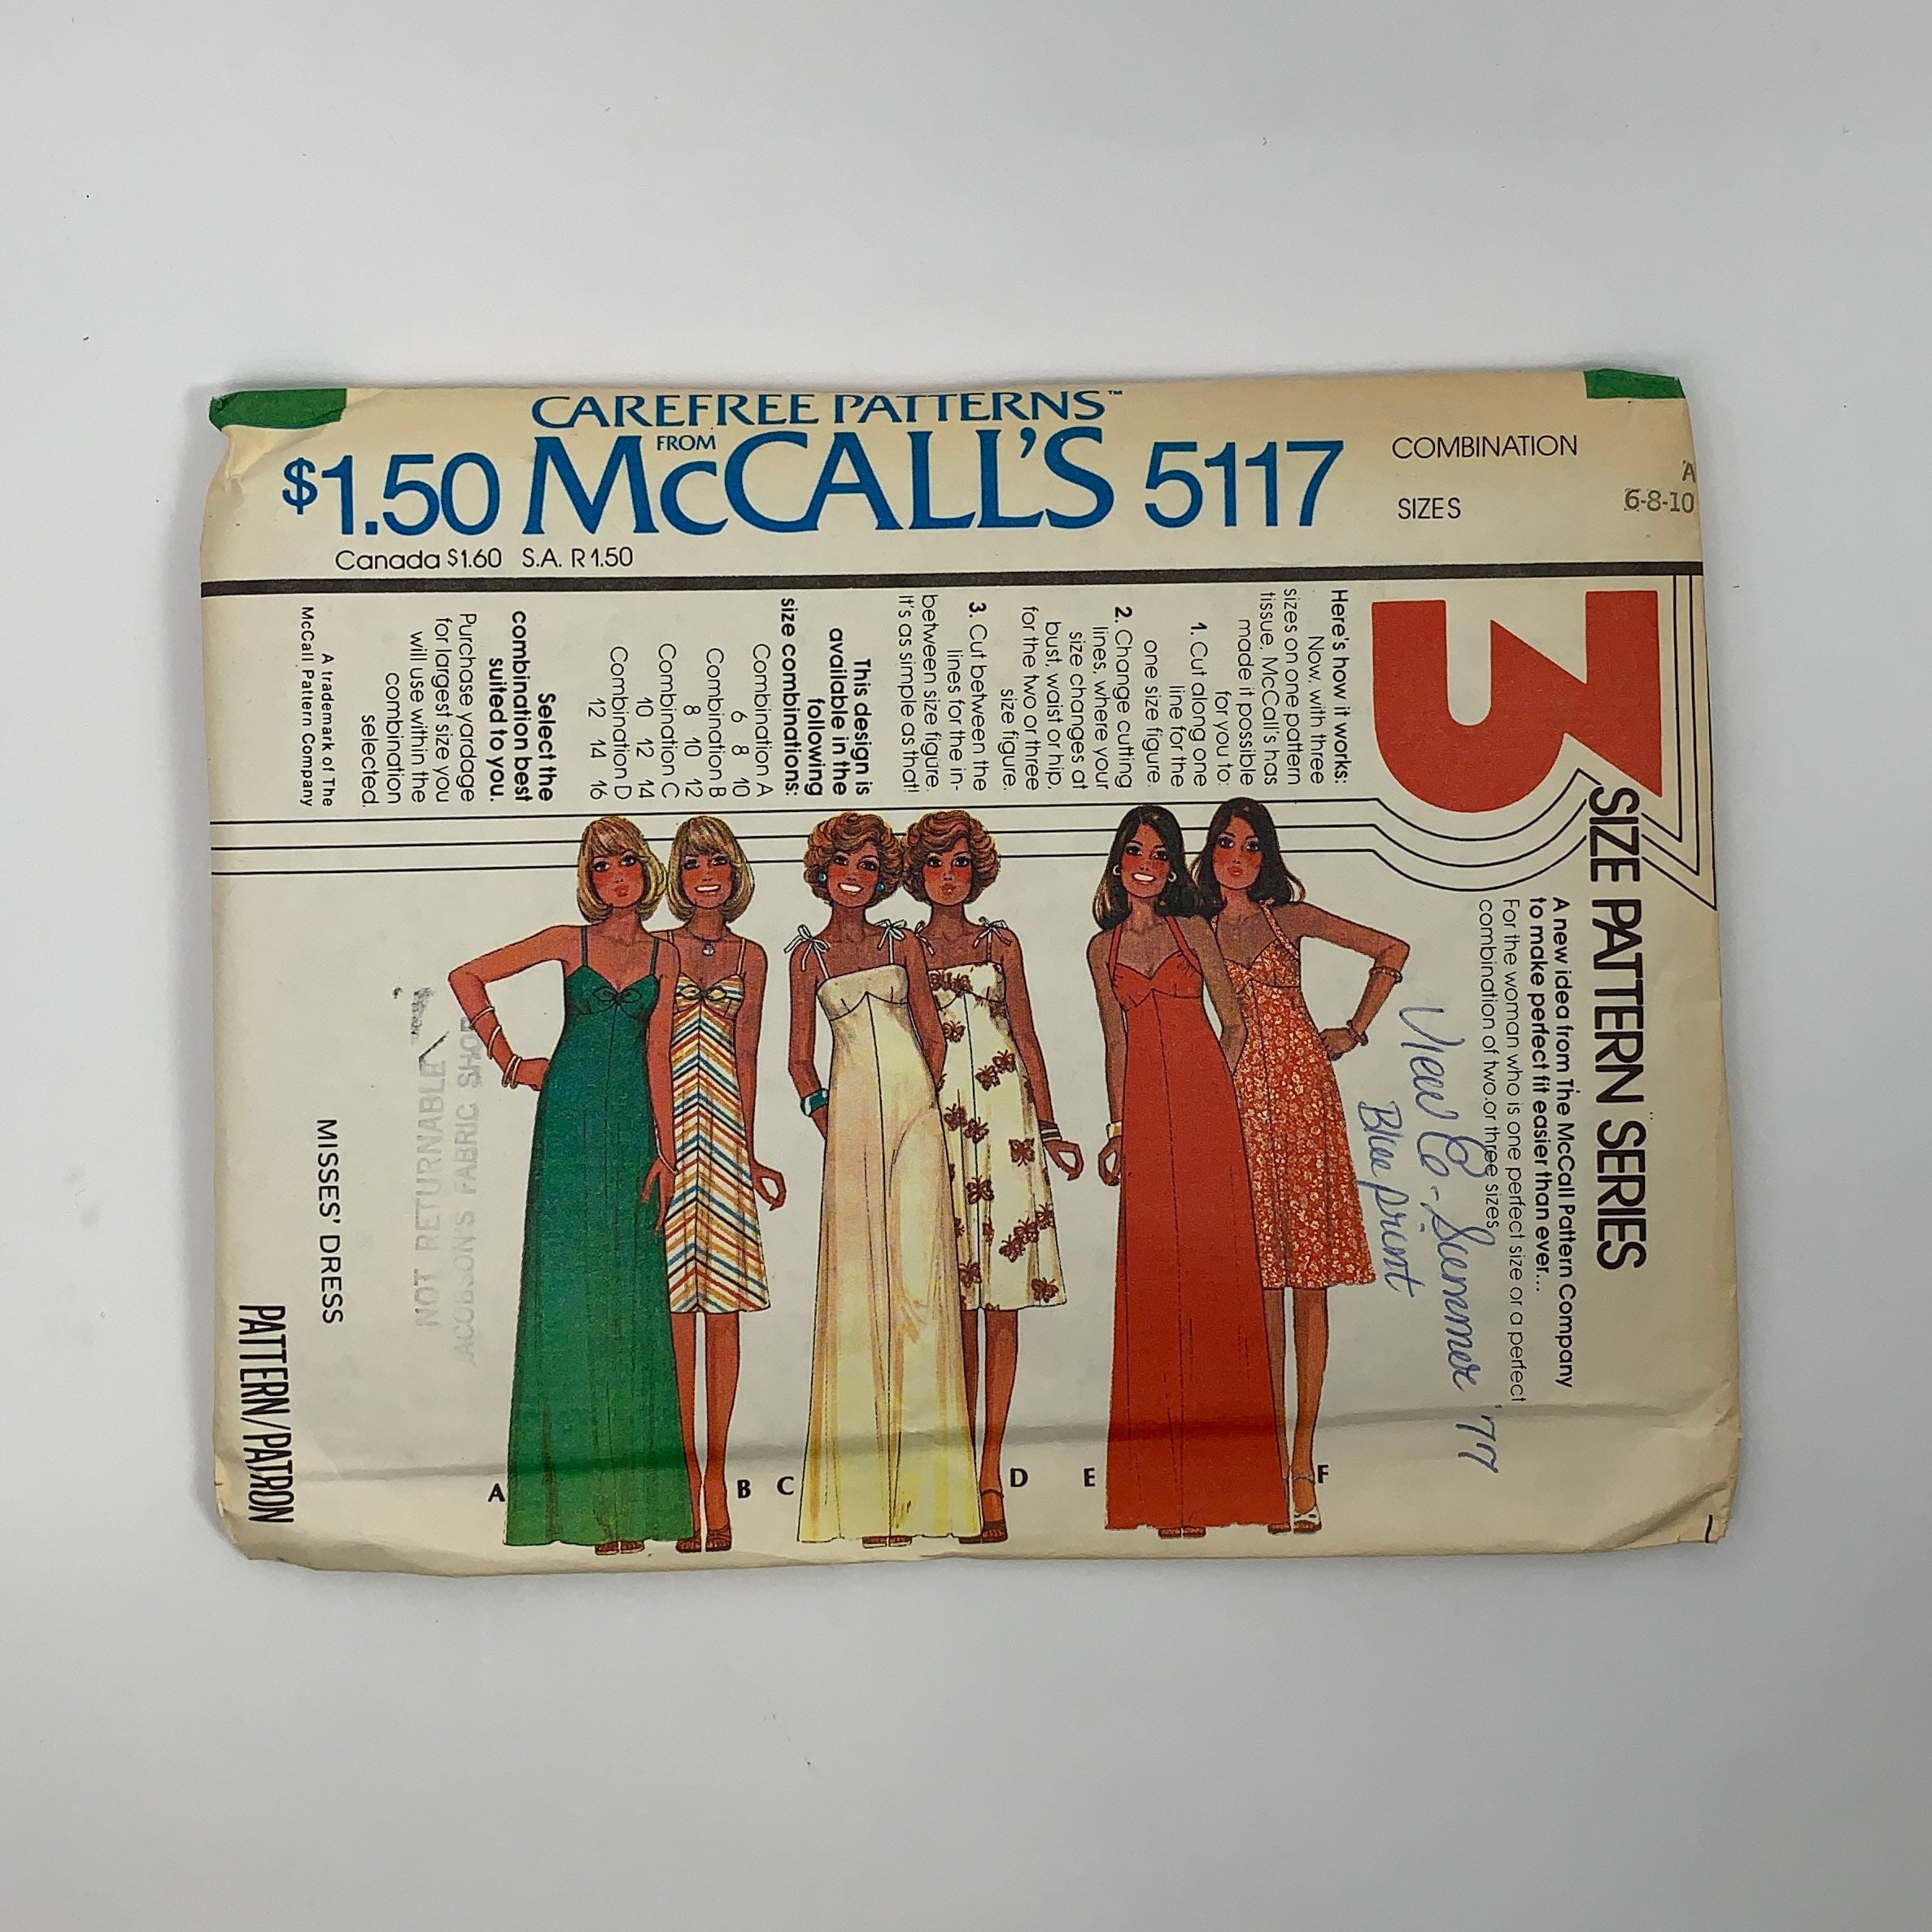 CAREFREE PATTERNS™
FROM
$1.50 McCALL'S 5117
COMBINATION A
SIZES 6-8-10
Canada $1.60 S.A. R1.50
3
SIZE PATTERN SERIES
A new idea from The McCall Pattern Company
to make perfect fit easier than ever...
For the woman who is one perfect size or a perfect
combination of two or three sizes.
Here's how it works:
Now, with three
sizes on one pattern
tissue, McCall's has
made it possible
for you to:
1. Cut along one
line for the
one size figure.
2. Change cutting
lines, where your
size changes at
bust, waist or hip,
for the two or three
size figure.
3. Cut between the
lines for the in-
between size figure.
It's as simple as that!
This design is
available in the
following
size combinations:
Combination A
6 8 10
Combination B
8 10 12
Combination C
10 12 14
Combination D
12 14 16
Select the
combination best
suited to you.
Purchase yardage
for largest size you
will use within the
combination
selected.
A trademark of The
McCall Pattern Company
View - Summer '77
Blue print
A B C D E F
NOT RETURNABLE
JACOBSON'S FABRIC SHOP
MISSES' DRESS
PATTERN/PATRON